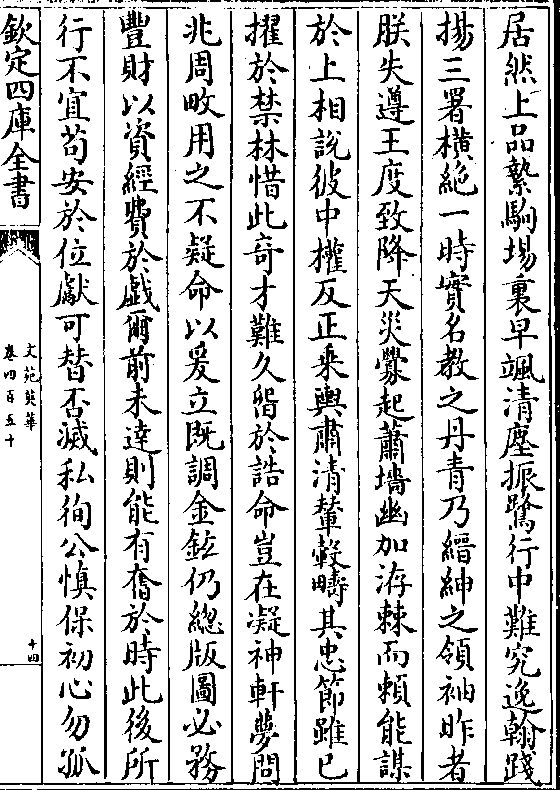 居然上品縶駒場裏早颯清塵振鷺行中難究逸翰踐
揚三署橫絶一時實名教之丹青乃縉紳之領袖昨者
朕失遵王度致降天災釁起蕭墻幽加洊棘而頼能謀
於上相說彼中權反正乘輿肅清輦轂疇其忠節雖已
擢於禁林惜此奇才難久留於誥命豈在凝神軒夢問
兆周畋用之不疑命以爰立既調金鉉仍總版圖必務
豐財以資經費於戲爾前未達則能有奮於時此後所
行不宜苟安於位獻可替否滅私徇公慎保初心勿孤
欽定四庫全書
文苑英華
卷四百五十
十四